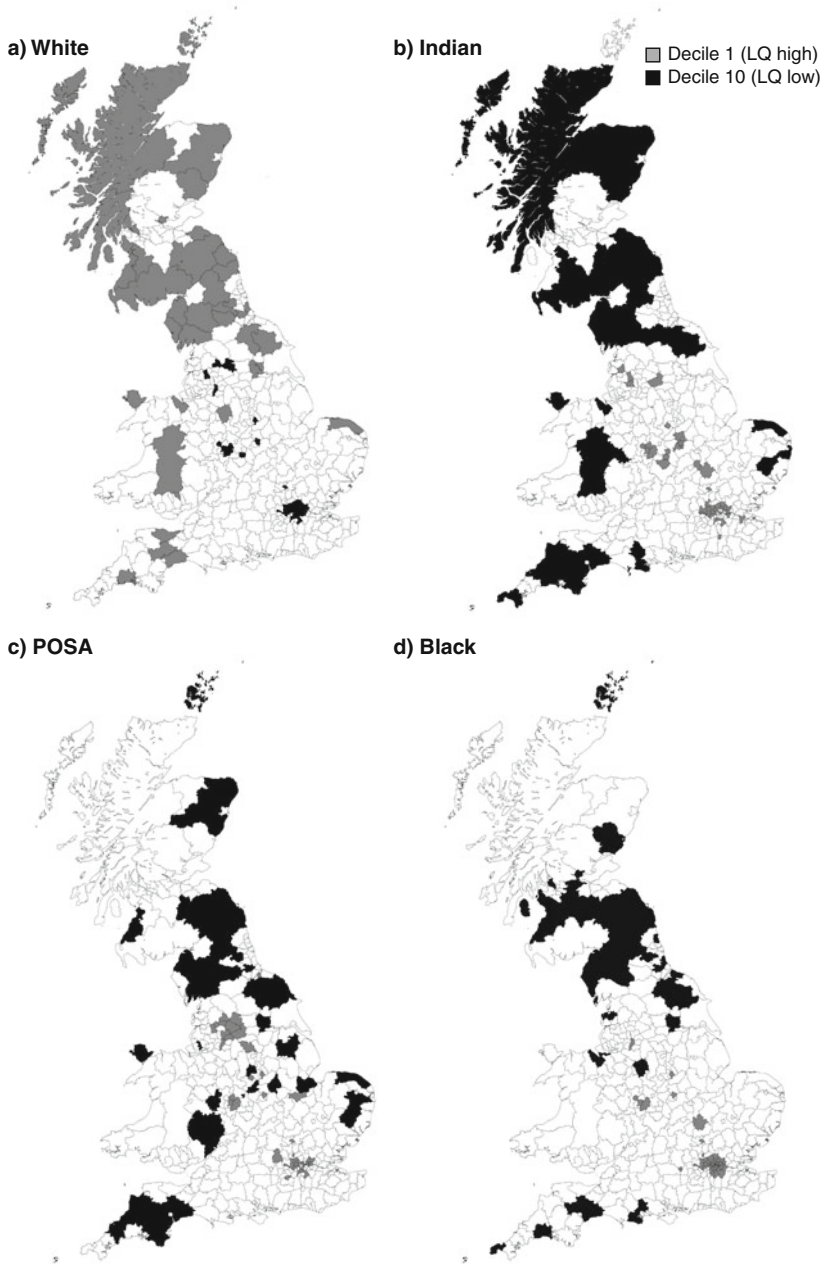 a) White
b) Indian
Decile 1 (LQ high)
Decile 10 (LQ low)
c) POSA
d) Black